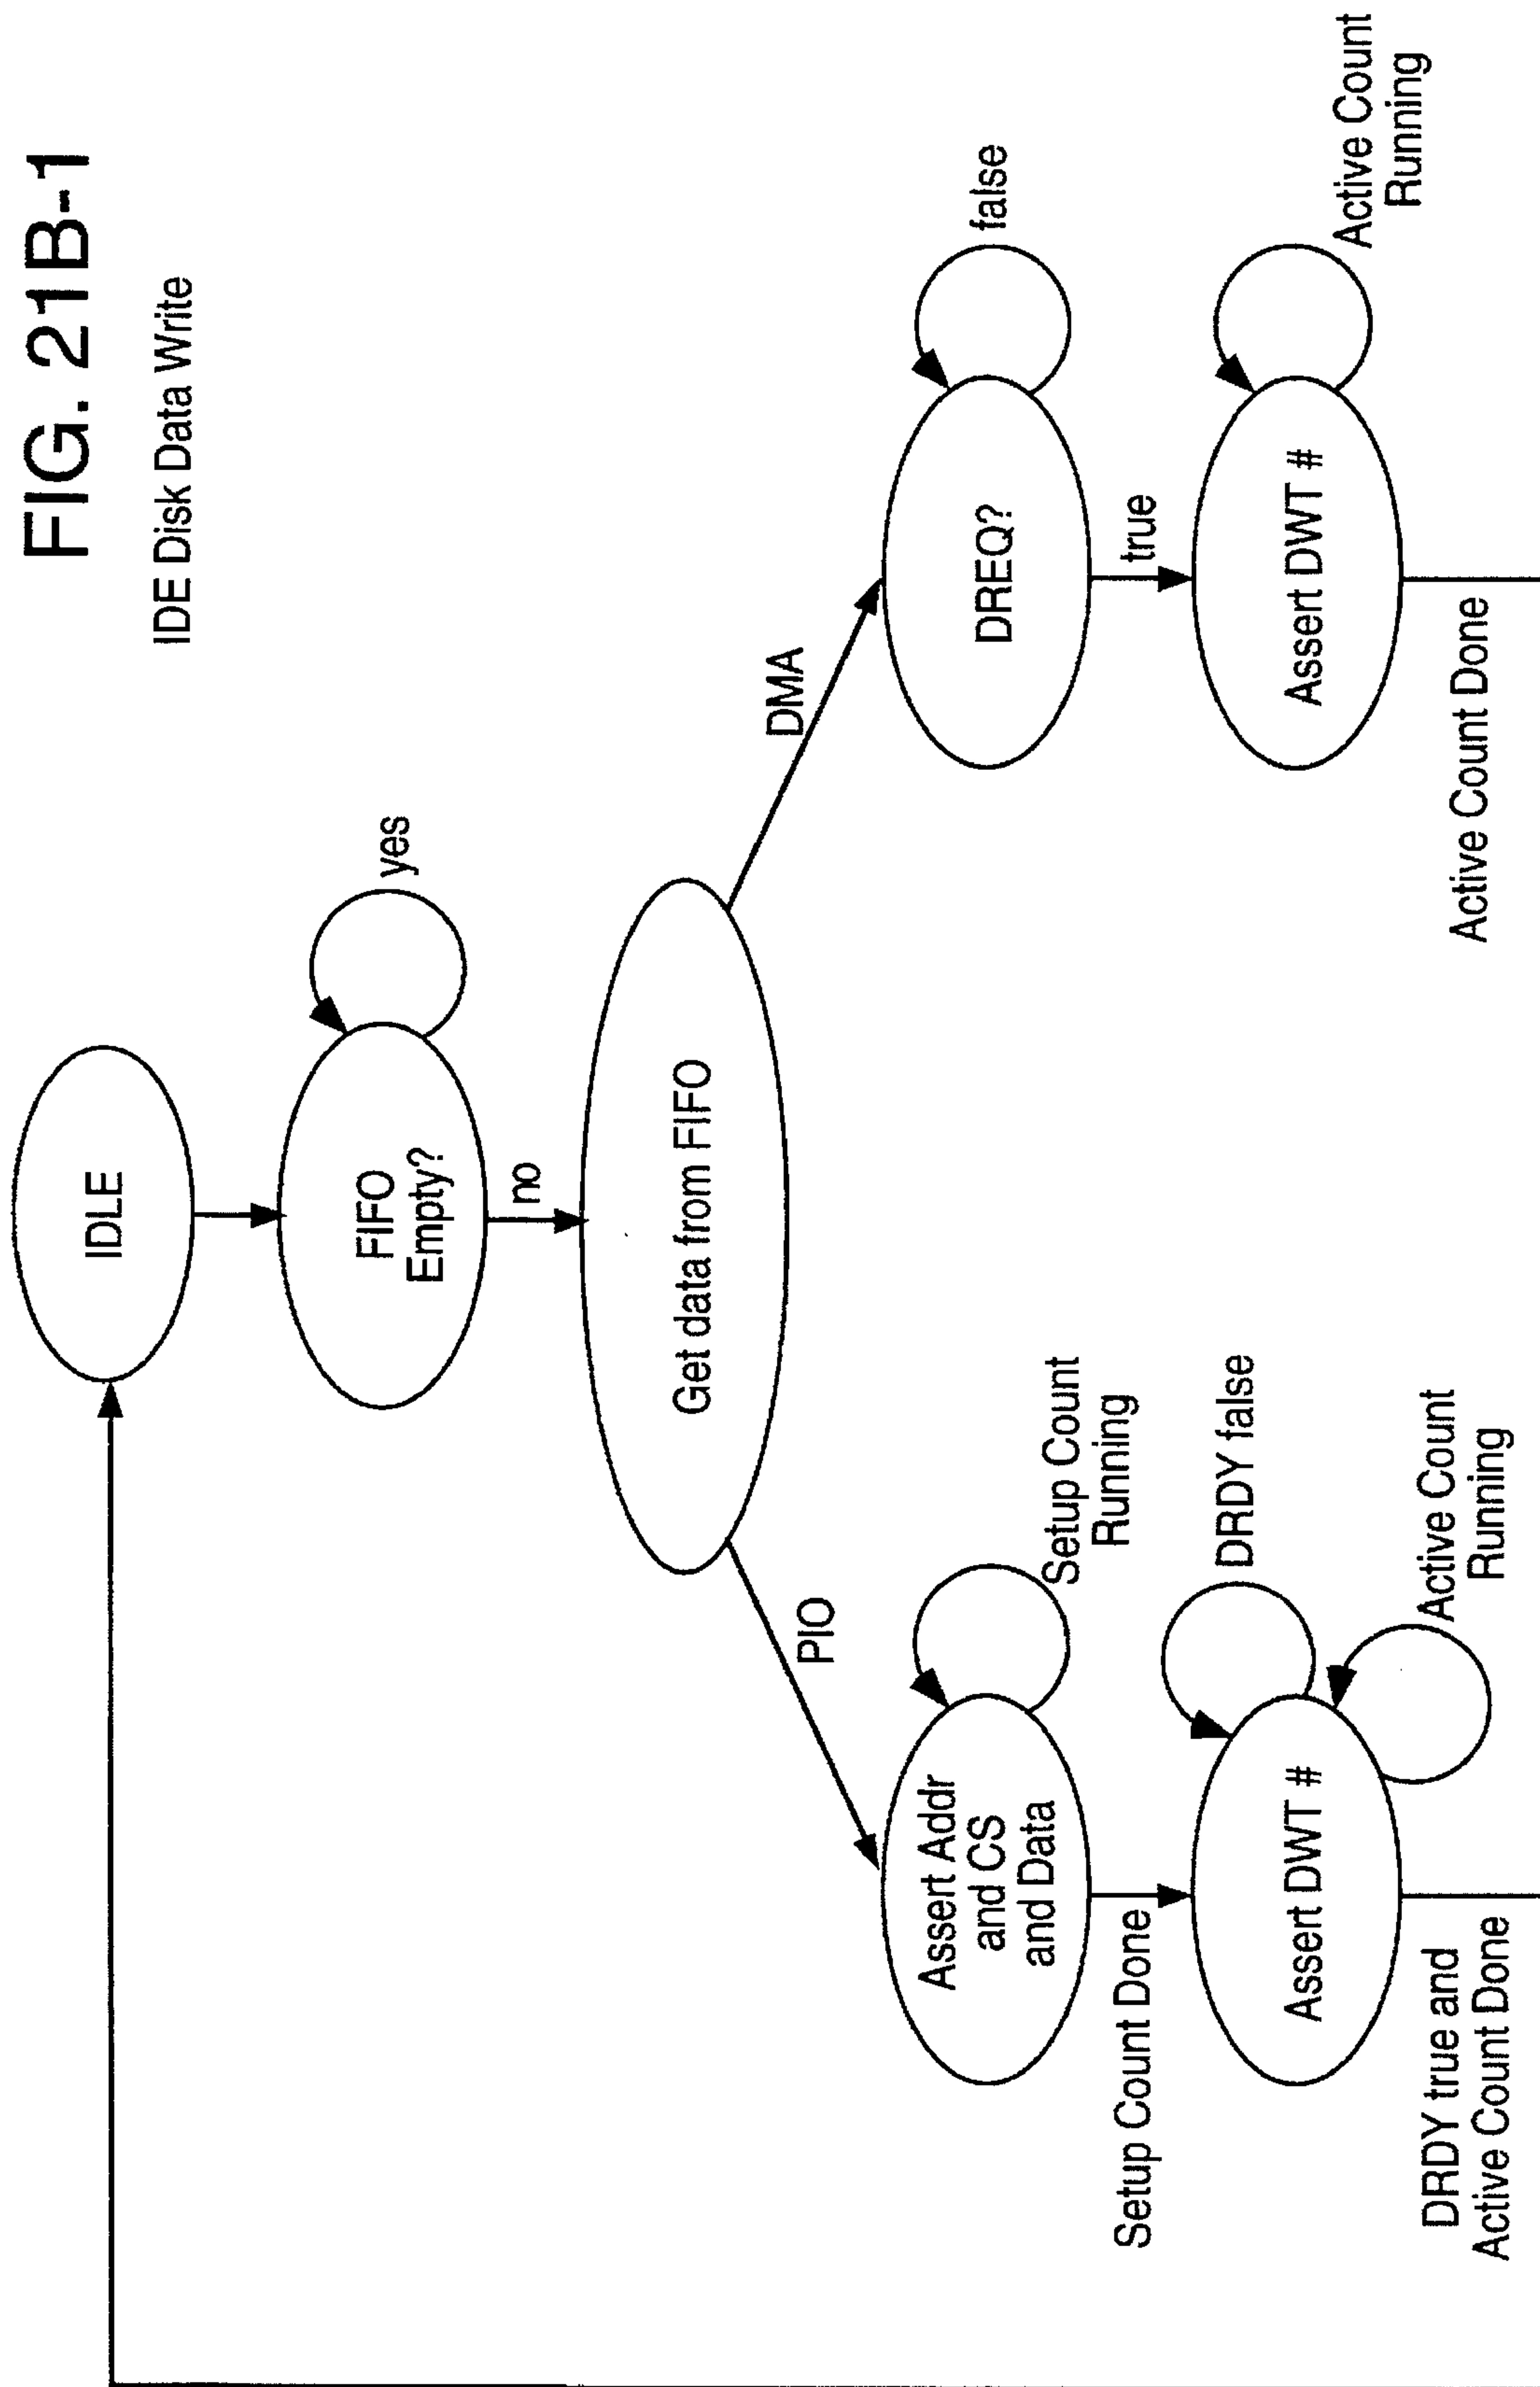 FIG. 21B-1
IDE Disk Data Write
IDLE
FIFO
Empty?
yes
no
Get data from FIFO
PIO
DMA
Assert Addr
and CS
and Data
Setup Count
Running
DREQ?
false
Setup Count Done
true
Assert DWT #
DRDY false
Active Count
Running
Assert DWT #
Active Count
Running
DRDY true and
Active Count Done
Active Count Done